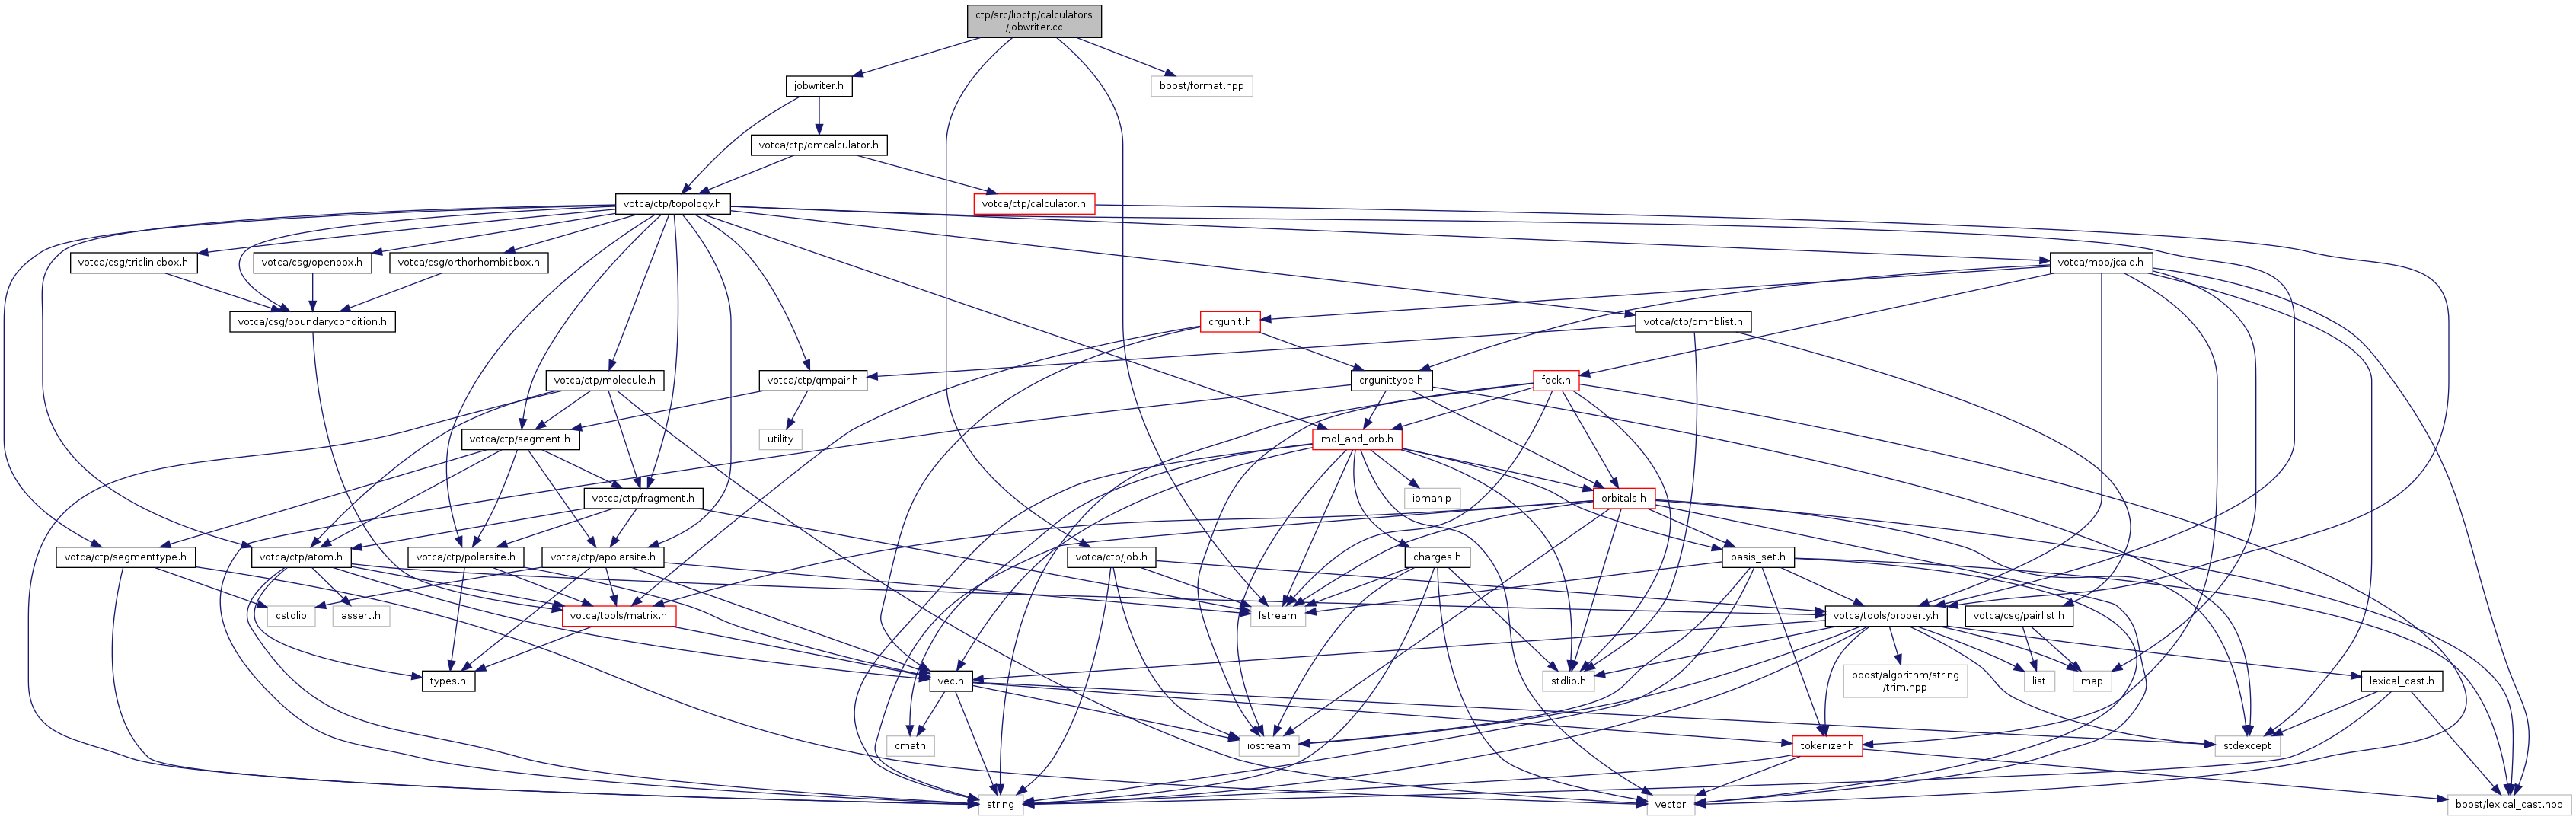 ctp/src/libctp/calculators
/jobwriter.cc
jobwriter.h
boost/format.hpp
votca/ctp/qmcalculator.h
votca/ctp/topology.h
votca/ctp/calculator.h
votca/csg/triclinicbox.h
votca/csg/openbox.h
votca/csg/orthorhombicbox.h
votca/moo/jcalc.h
votca/csg/boundarycondition.h
crgunit.h
votca/ctp/qmnblist.h
votca/ctp/molecule.h
votca/ctp/qmpair.h
crgunittype.h
fock.h
votca/ctp/segment.h
utility
mol_and_orb.h
votca/ctp/fragment.h
iomanip
orbitals.h
votca/ctp/segmenttype.h
votca/ctp/atom.h
votca/ctp/polarsite.h
votca/ctp/apolarsite.h
votca/ctp/job.h
charges.h
basis_set.h
cstdlib
assert.h
votca/tools/matrix.h
fstream
votca/tools/property.h
votca/csg/pairlist.h
types.h
vec.h
stdlib.h
boost/algorithm/string
/trim.hpp
list
map
lexical_cast.h
cmath
iostream
tokenizer.h
stdexcept
string
vector
boost/lexical_cast.hpp